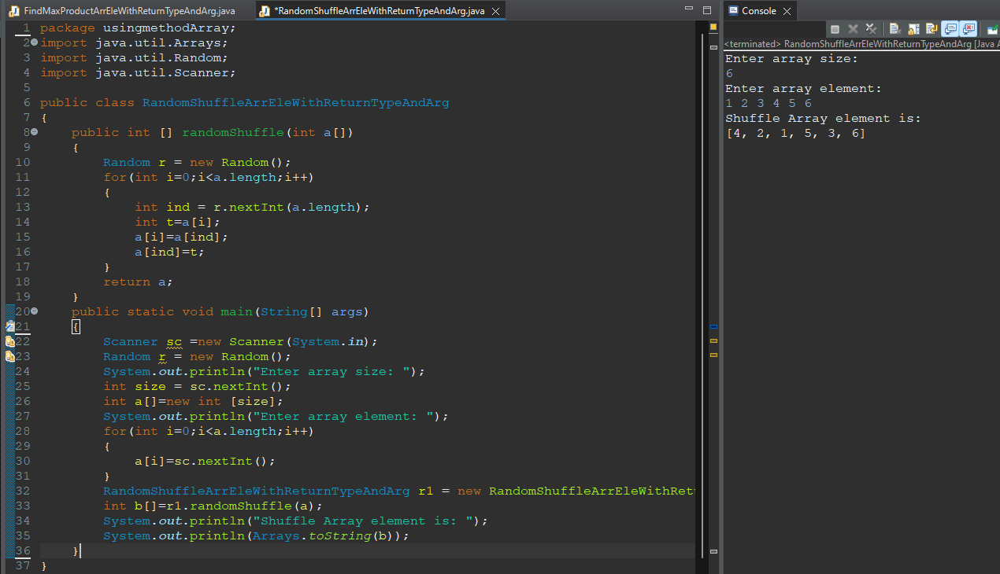 FindMaxProductArrEleWithReturnTypeAndArg.java
*RandomShuffleArrEleWithReturnTypeAndArg.java
1 package usingmethodArray;
2 import java.util.Arrays;
3 import java.util.Random;
4 import java.util.Scanner;
5
6 public class RandomShuffleArrEleWithReturnTypeAndArg
7 {
8     public int [] randomShuffle(int a[])
9     {
10         Random r = new Random();
11         for(int i=0;i<a.length;i++)
12         {
13             int ind = r.nextInt(a.length);
14             int t=a[i];
15             a[i]=a[ind];
16             a[ind]=t;
17         }
18         return a;
19     }
20     public static void main(String[] args)
21     {
22         Scanner sc =new Scanner(System.in);
23         Random r = new Random();
24         System.out.println("Enter array size: ");
25         int size = sc.nextInt();
26         int a[]=new int [size];
27         System.out.println("Enter array element: ");
28         for(int i=0;i<a.length;i++)
29         {
30             a[i]=sc.nextInt();
31         }
32         RandomShuffleArrEleWithReturnTypeAndArg r1 = new RandomShuffleArrEleWithRet
33         int b[]=r1.randomShuffle(a);
34         System.out.println("Shuffle Array element is: ");
35         System.out.println(Arrays.toString(b));
36     }
37 }
Console
<terminated> RandomShuffleArrEleWithReturnTypeAndArg [Java A
Enter array size:
6
Enter array element:
1 2 3 4 5 6
Shuffle Array element is:
[4, 2, 1, 5, 3, 6]